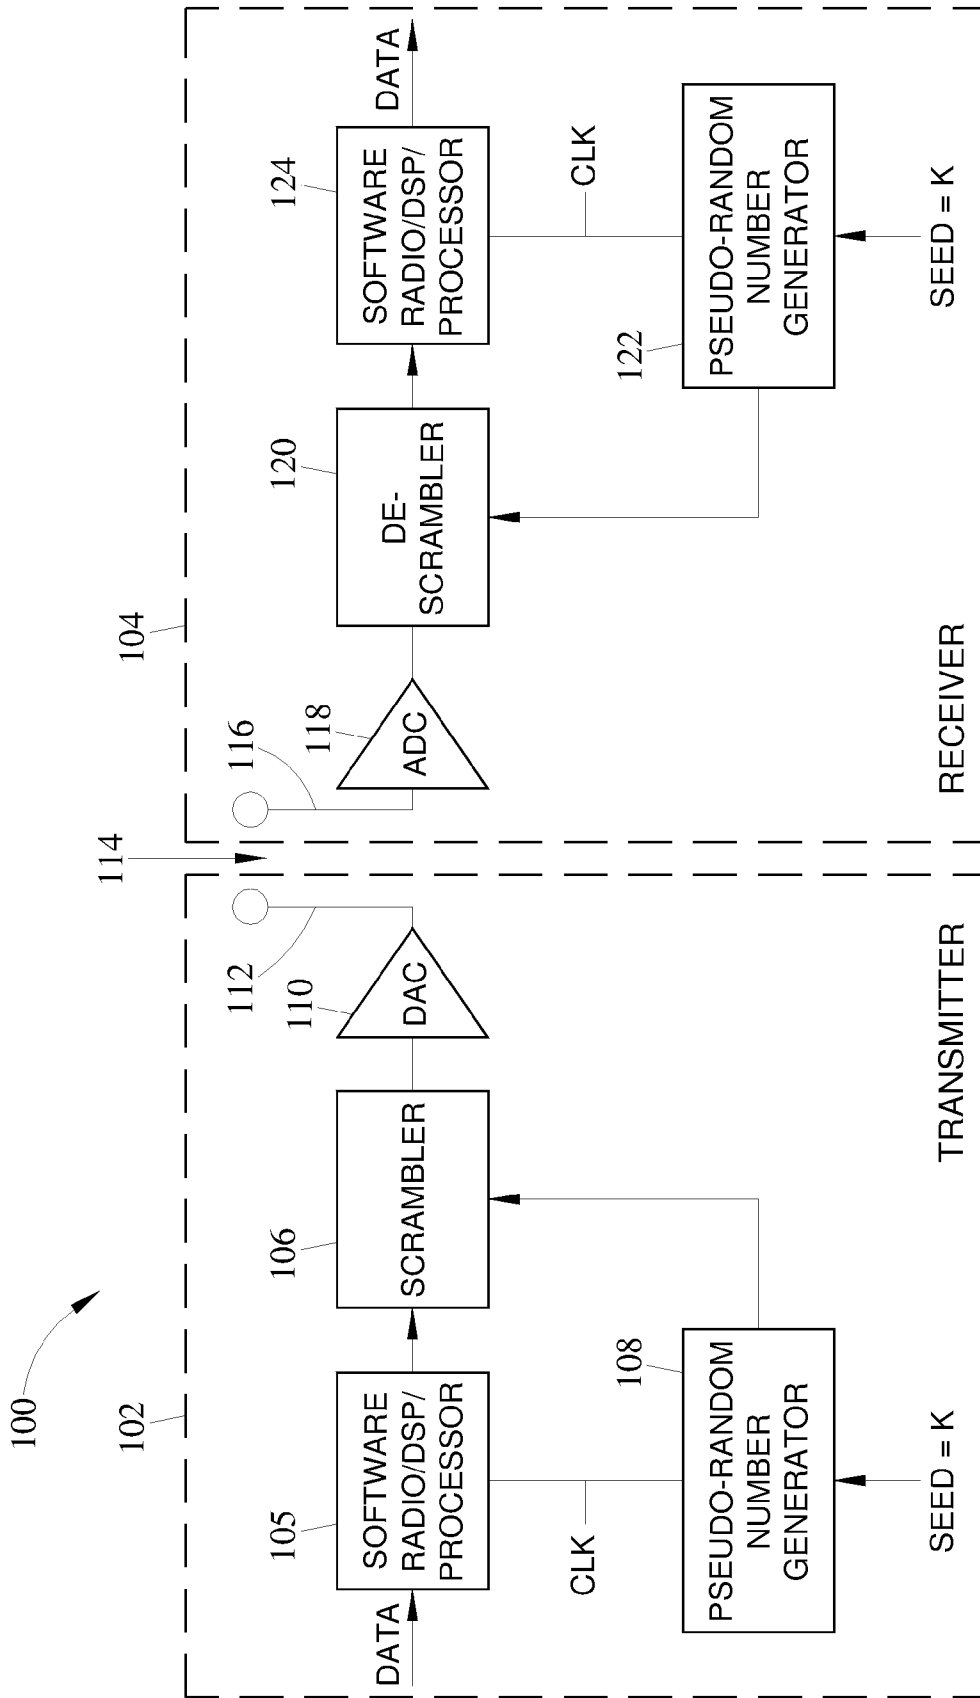 100
102
104
114
105
106
110
112
116
118
120
124
DATA
SOFTWARE
RADIO/DSP/
PROCESSOR
SCRAMBLER
DAC
ADC
DE-
SCRAMBLER
SOFTWARE
RADIO/DSP/
PROCESSOR
DATA
CLK
108
122
CLK
PSEUDO-RANDOM
NUMBER
GENERATOR
PSEUDO-RANDOM
NUMBER
GENERATOR
SEED = K
TRANSMITTER
RECEIVER
SEED = K